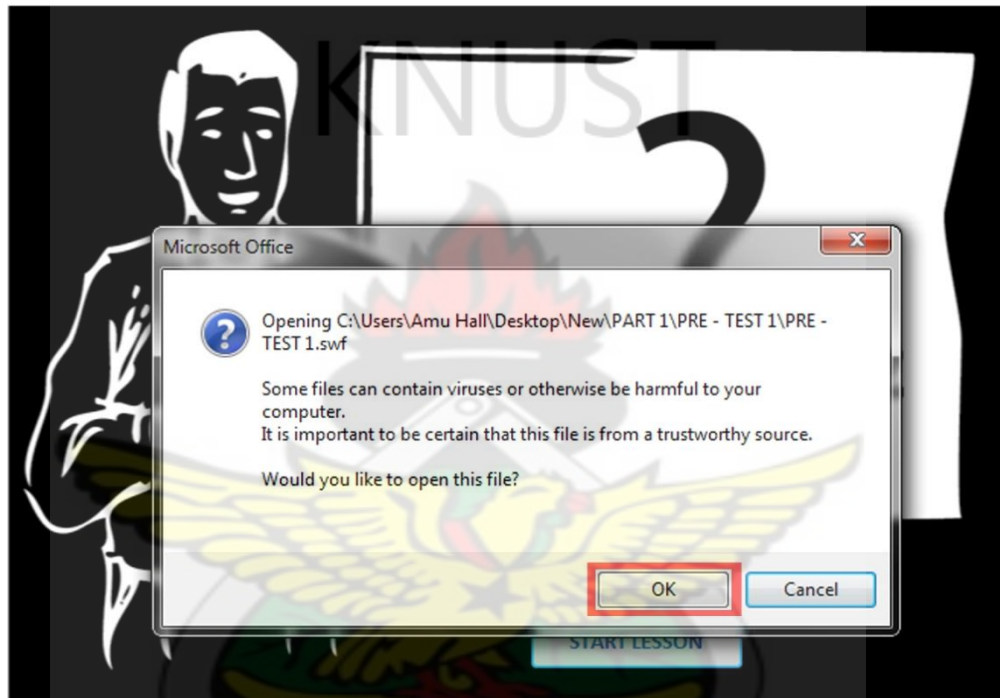 KNUST
?
Microsoft Office
Opening C:\Users\Amu Hall\Desktop\New\PART 1\PRE - TEST 1\PRE -
TEST 1.swf
Some files can contain viruses or otherwise be harmful to your
computer.
It is important to be certain that this file is from a trustworthy source.
Would you like to open this file?
OK Cancel
START LESSON